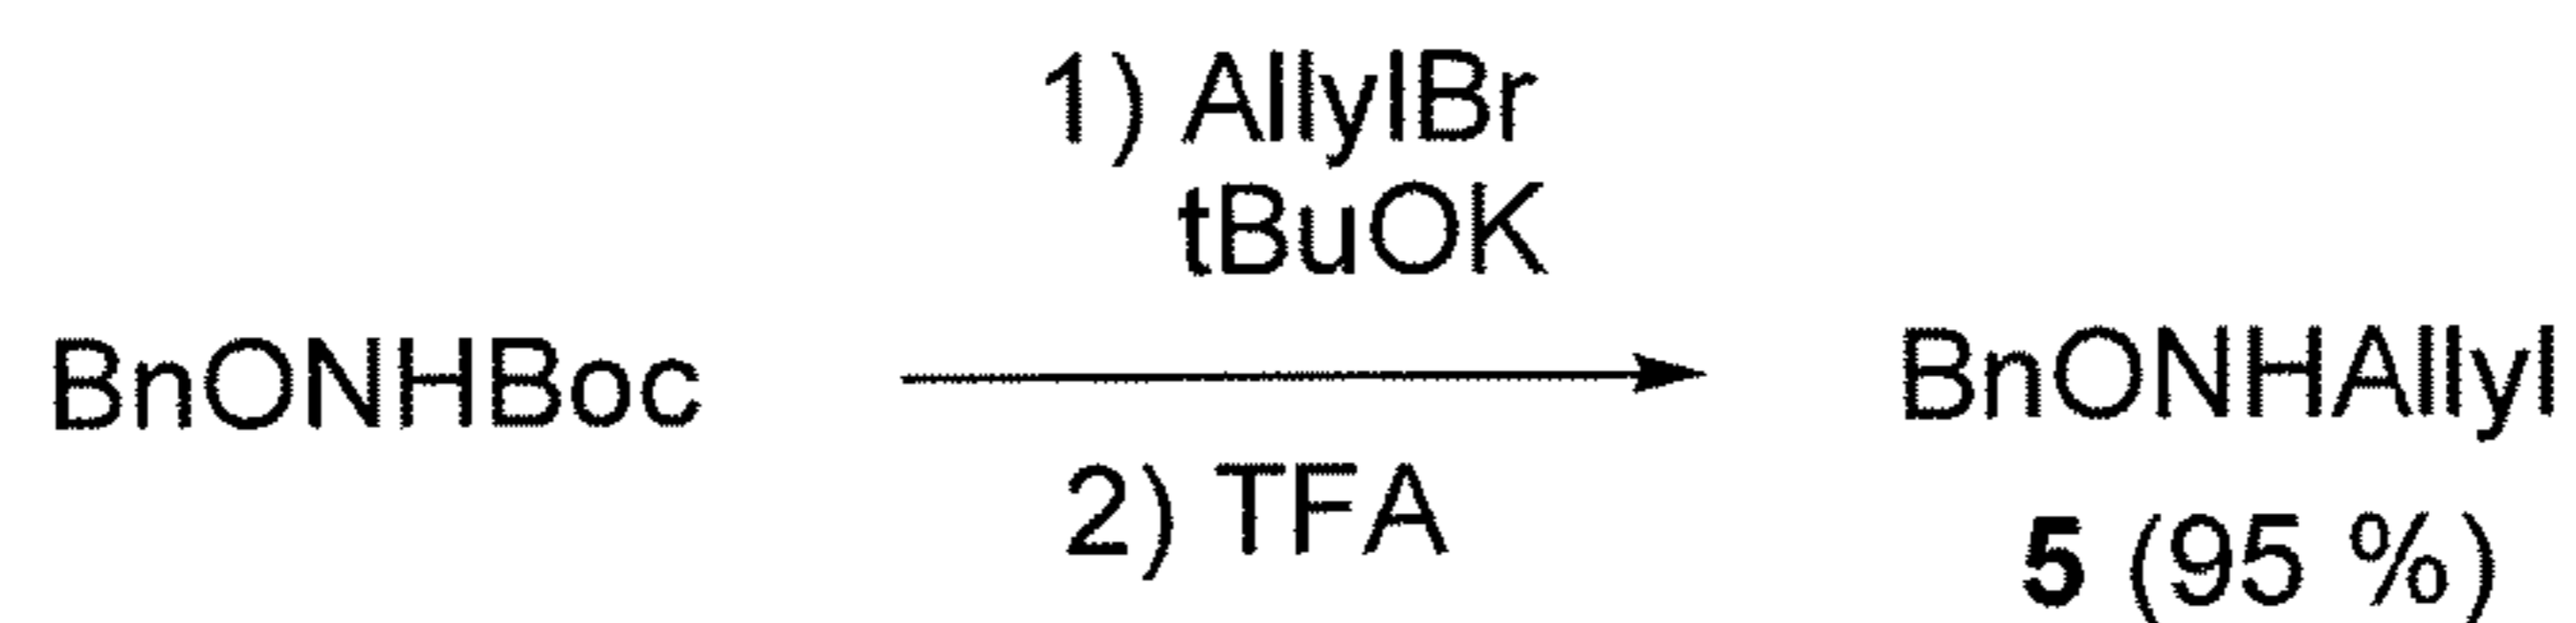 1) AllylBr
tBuOK
BnONHBoc
BnONHAllyl
2) TFA
5 (95 %)